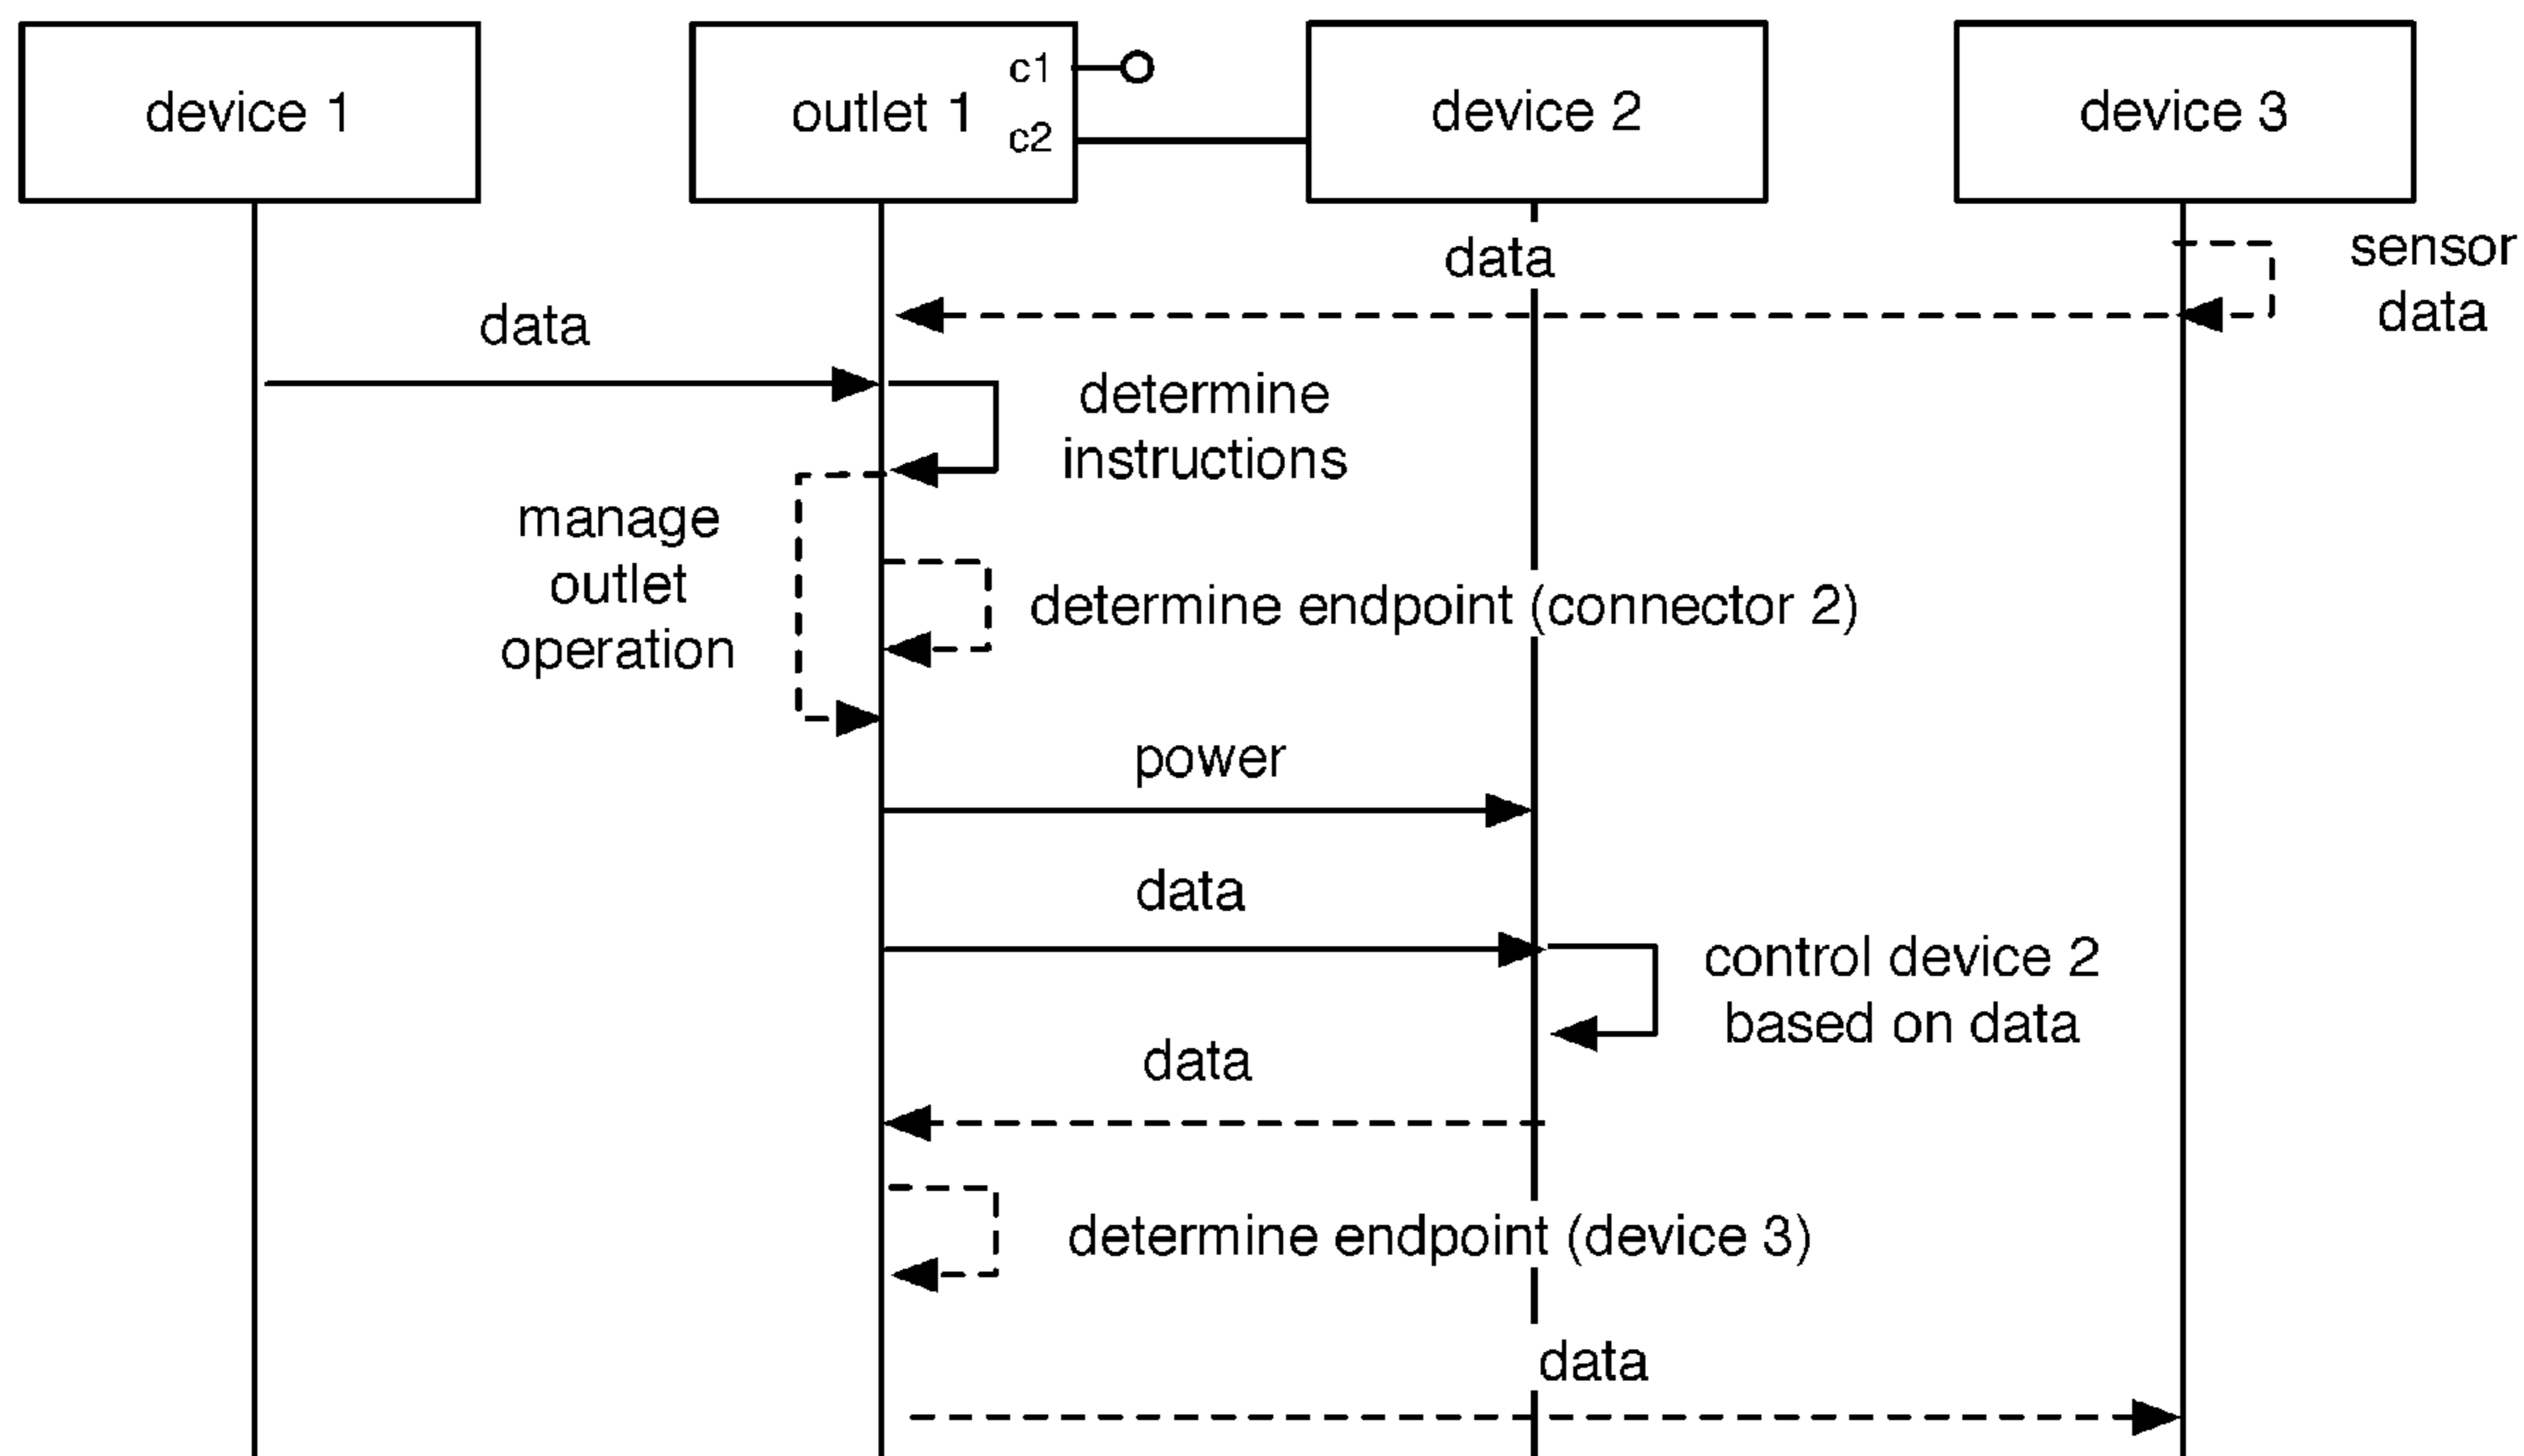 device 1
outlet 1
c1
c2
device 2
device 3
data
sensor
data
data
determine
instructions
manage
outlet
operation
determine endpoint (connector 2)
power
data
control device 2
based on data
data
determine endpoint (device 3)
data